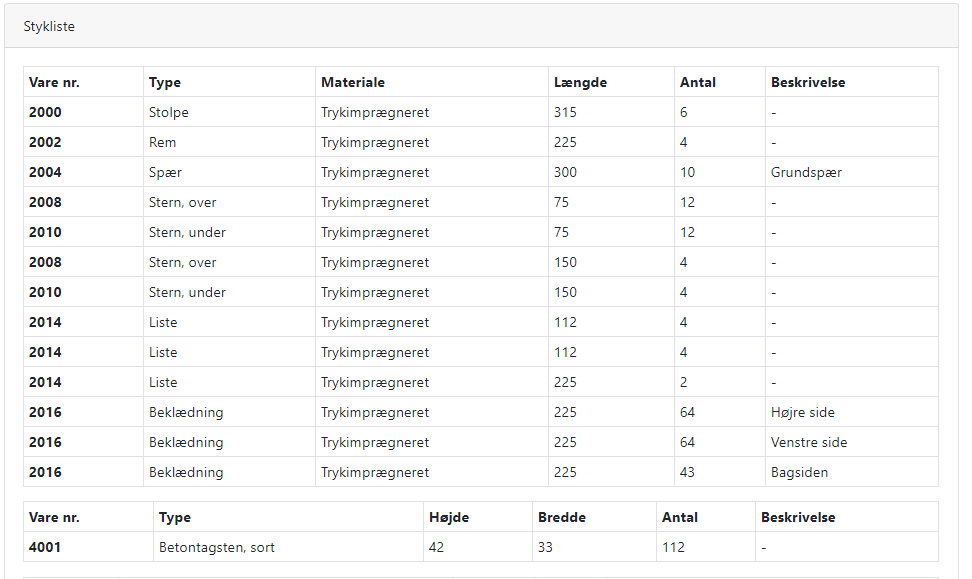 Stykliste
Vare nr. Type Materiale Længde Antal Beskrivelse
2000 Stolpe Trykimprægneret 315 6 -
2002 Rem Trykimprægneret 225 4 -
2004 Spær Trykimprægneret 300 10 Grundspær
2008 Stern, over Trykimprægneret 75 12 -
2010 Stern, under Trykimprægneret 75 12 -
2008 Stern, over Trykimprægneret 150 4 -
2010 Stern, under Trykimprægneret 150 4 -
2014 Liste Trykimprægneret 112 4 -
2014 Liste Trykimprægneret 112 4 -
2014 Liste Trykimprægneret 225 2 -
2016 Beklædning Trykimprægneret 225 64 Højre side
2016 Beklædning Trykimprægneret 225 64 Venstre side
2016 Beklædning Trykimprægneret 225 43 Bagsiden
Vare nr. Type Højde Bredde Antal Beskrivelse
4001 Betontagsten, sort 42 33 112 -